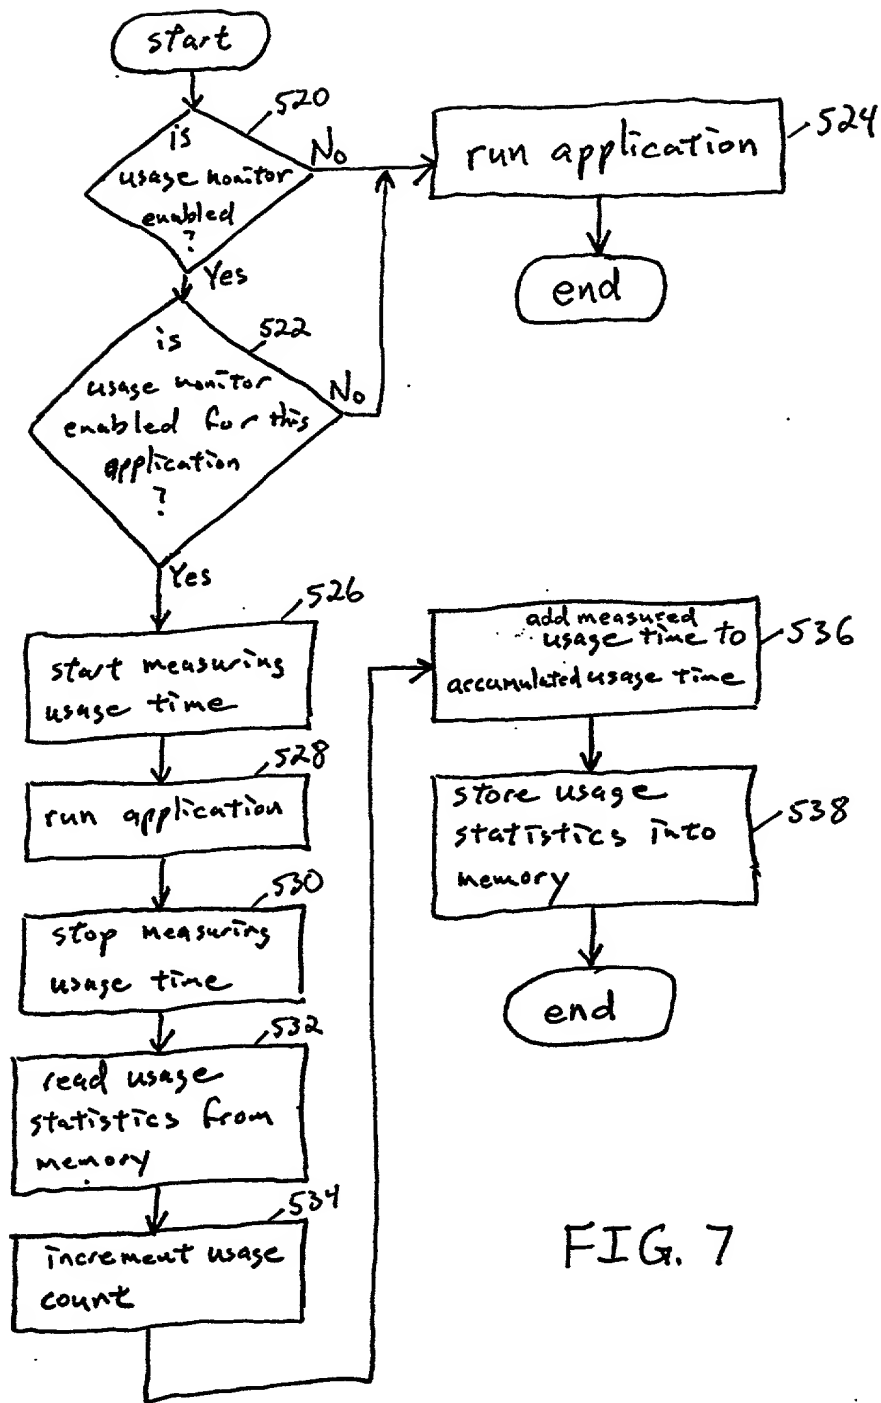 start
520
is
usage monitor
enabled
?
No
Yes
run application
524
end
522
is
usage monitor
enabled for this
application
?
No
Yes
526
start measuring
usage time
528
run application
530
stop measuring
usage time
532
read usage
statistics from
memory
534
increment usage
count
add measured
usage time to
accumulated usage time
536
store usage
statistics into
memory
538
end
FIG. 7